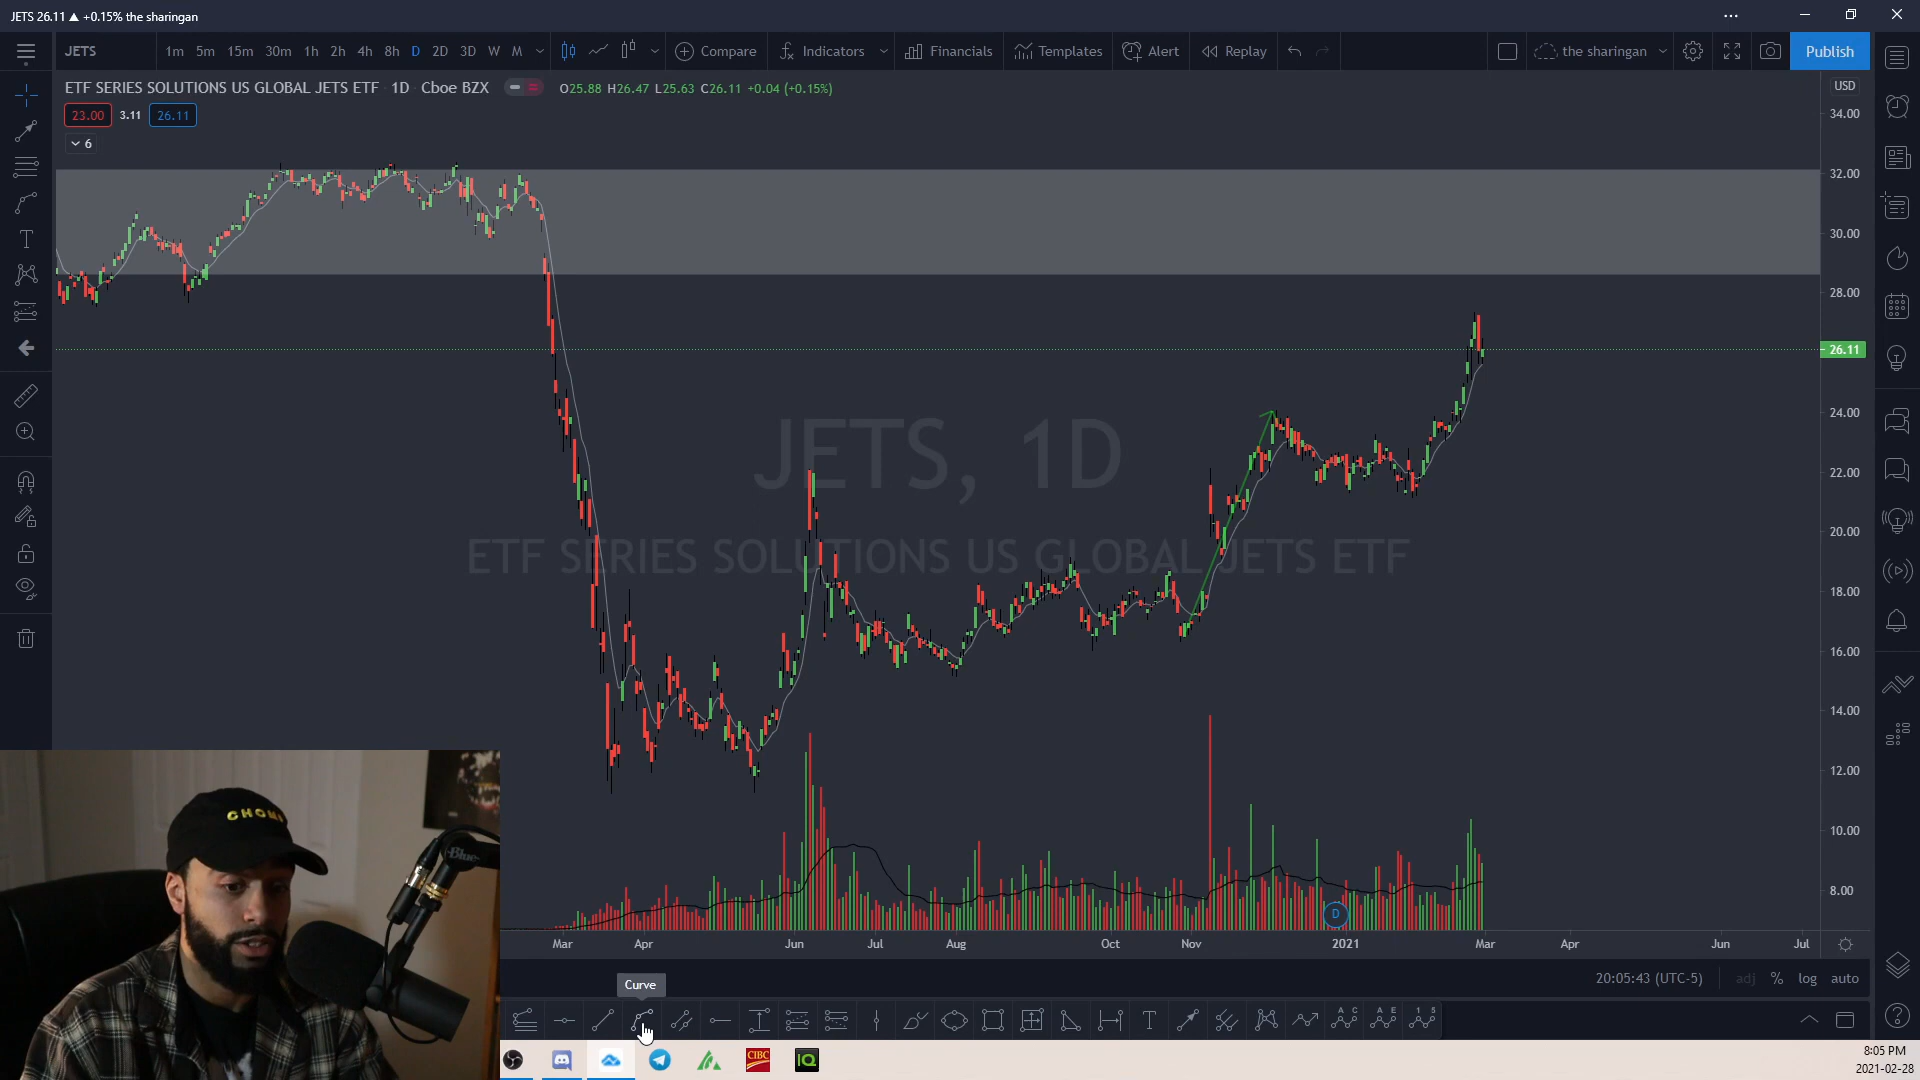 JETS 26.11 ▲ +0.15% the sharingan
JETS
1m 5m 15m 30m 1h 2h 4h 8h D 2D 3D W M
Compare
Indicators
Financials
Templates
Alert
Replay
the sharingan
Publish
ETF SERIES SOLUTIONS US GLOBAL JETS ETF · 1D · Cboe BZX
O25.88 H26.47 L25.63 C26.11 +0.04 (+0.15%)
USD
23.00 3.11 26.11
6
34.00
32.00
30.00
28.00
26.11
24.00
22.00
20.00
18.00
16.00
14.00
12.00
10.00
8.00
JETS, 1D
ETF SERIES SOLUTIONS US GLOBAL JETS ETF
D
Mar Apr Jun Jul Aug Oct Nov 2021 Mar Apr Jun Jul
20:05:43 (UTC-5) adj % log auto
Curve
Blue
CIBC
IQ
8:05 PM
2021-02-28